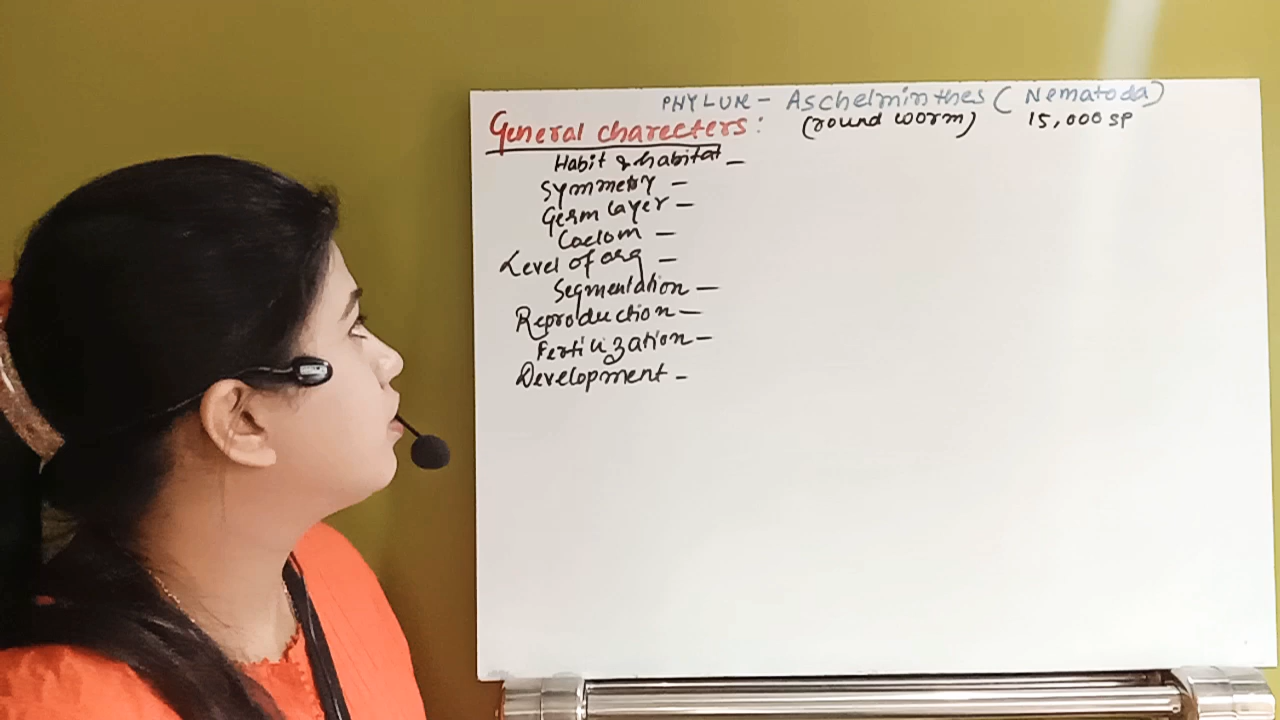 PHYLUM - Aschelminthes ( Nematoda)
General charecters: (round worm) 15,000 sp
Habit & habitat -
Symmetry -
Germ layer -
Coelom -
Level of org -
Segmentation -
Reproduction -
Fertilization -
Development -